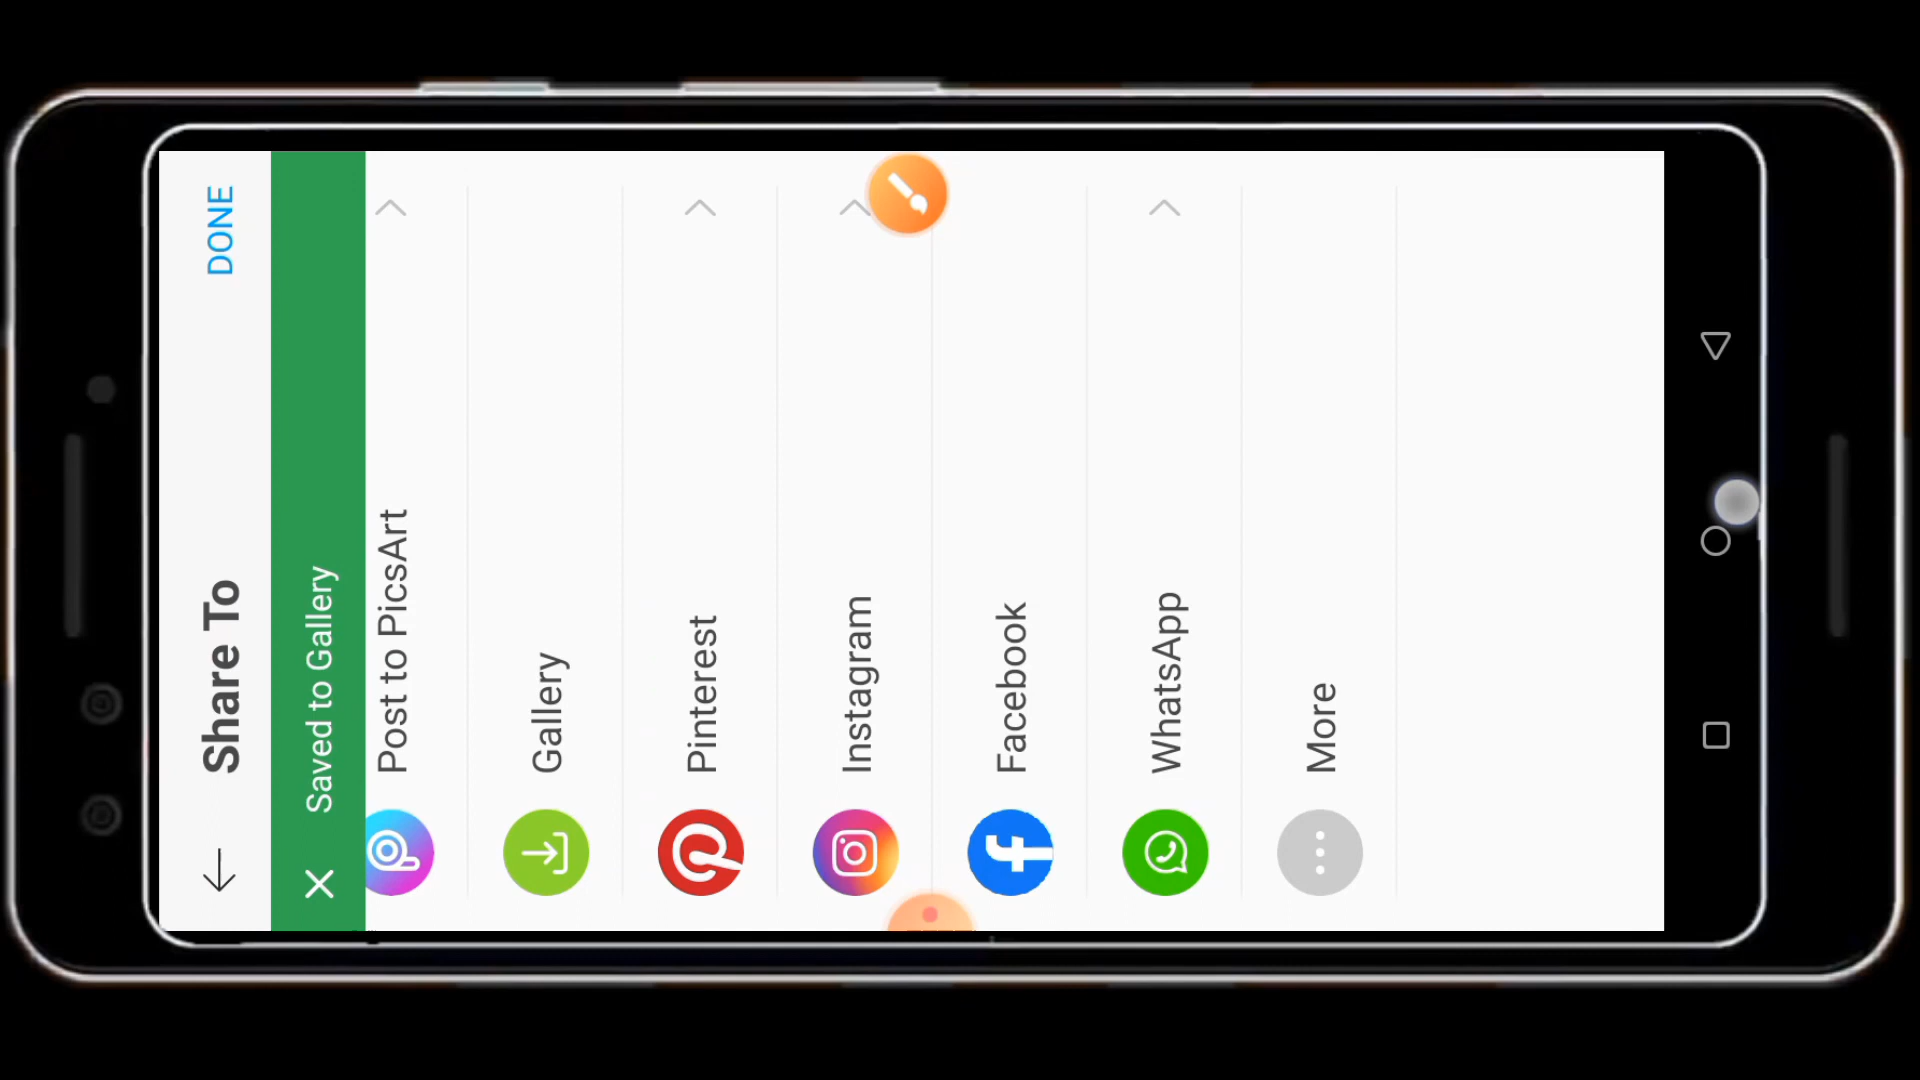 Share To
DONE
Saved to Gallery
Post to PicsArt
Gallery
Pinterest
Instagram
Facebook
WhatsApp
More